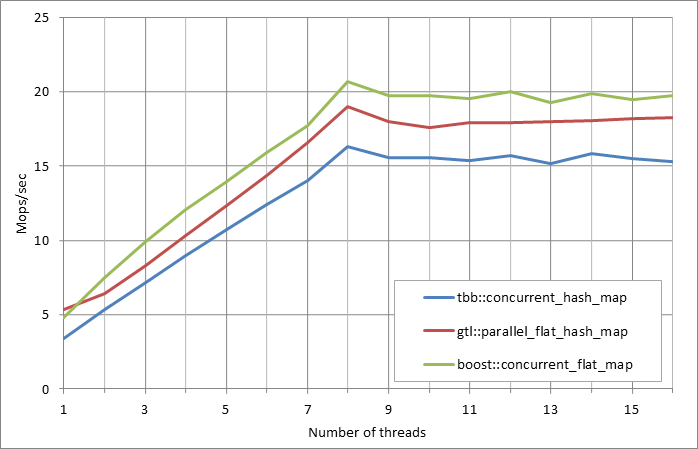 25
20
15
10
5
0
Mops/sec
tbb::concurrent_hash_map
gtl::parallel_flat_hash_map
boost::concurrent_flat_map
1 3 5 7 9 11 13 15
Number of threads